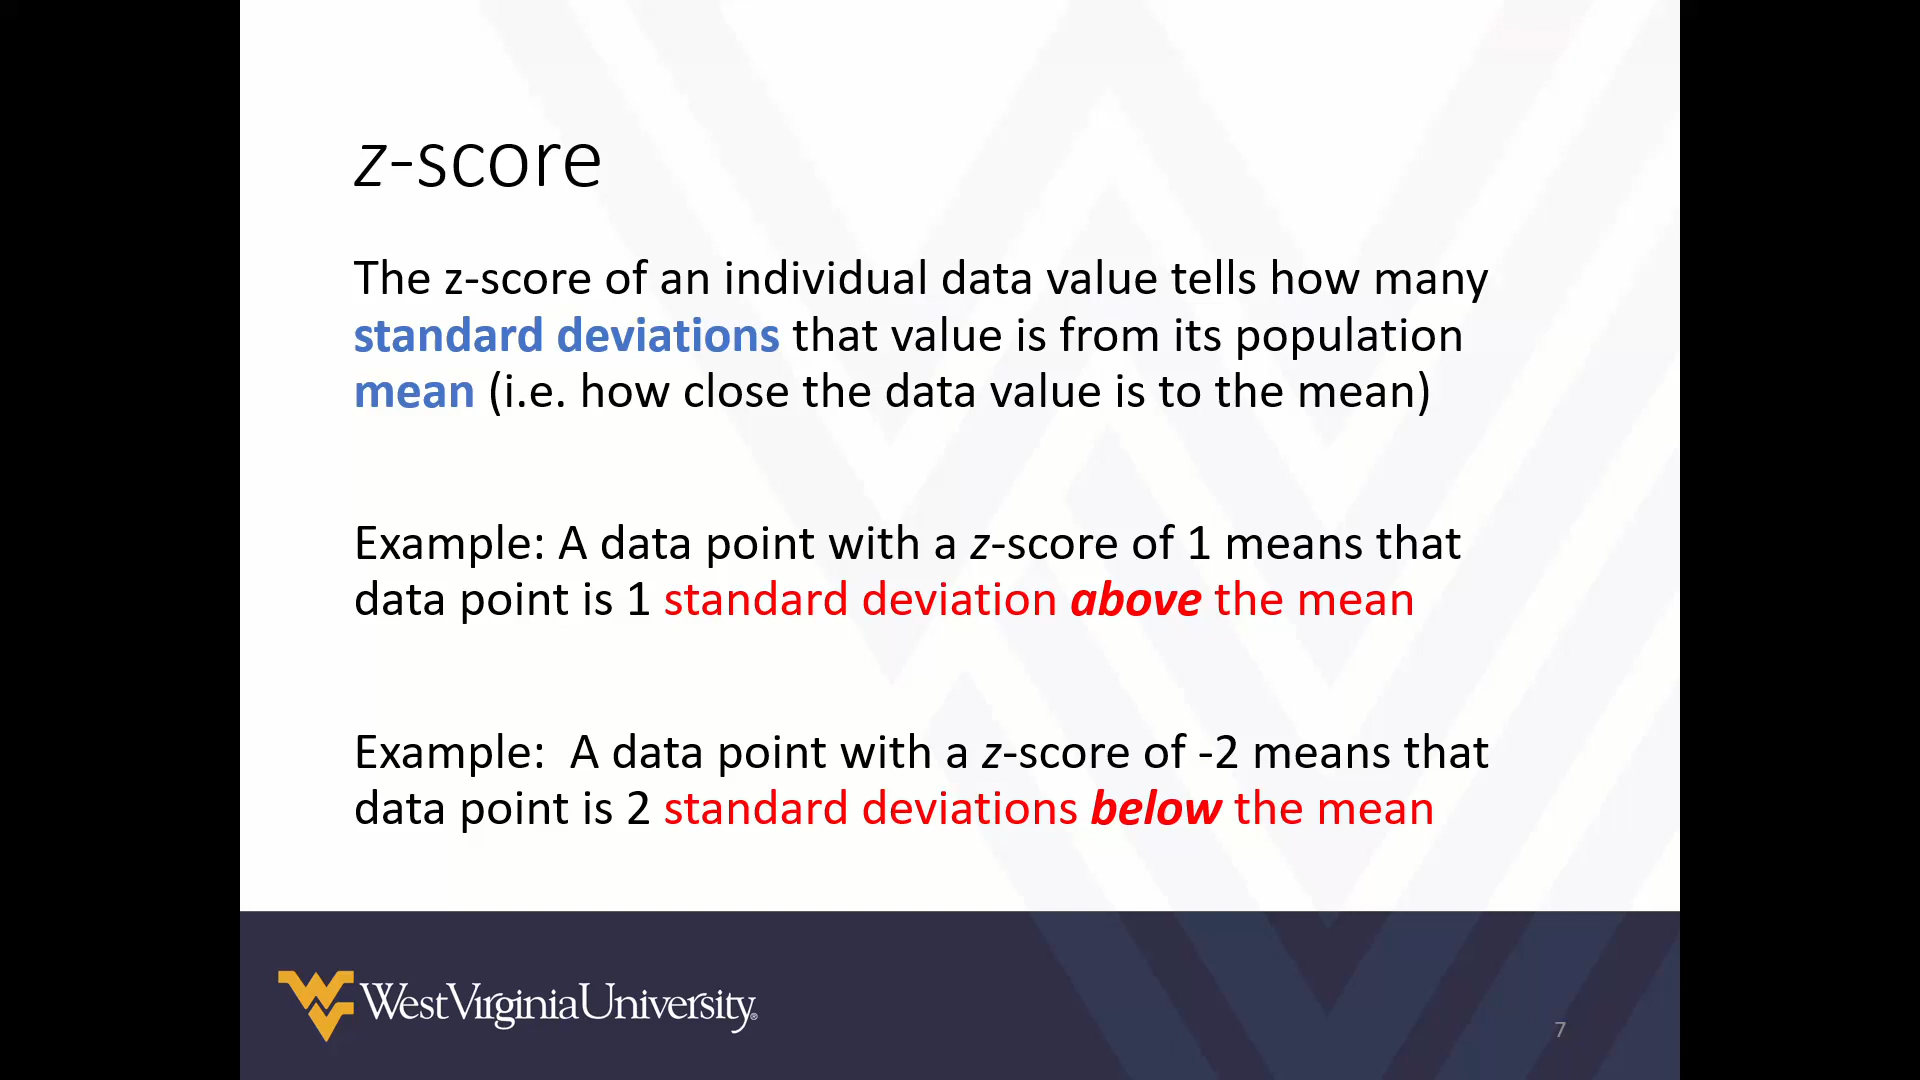 z-score
The z-score of an individual data value tells how many
standard deviations that value is from its population
mean (i.e. how close the data value is to the mean)
Example: A data point with a z-score of 1 means that
data point is 1 standard deviation above the mean
Example:  A data point with a z-score of -2 means that
data point is 2 standard deviations below the mean
WestVirginiaUniversity®
7